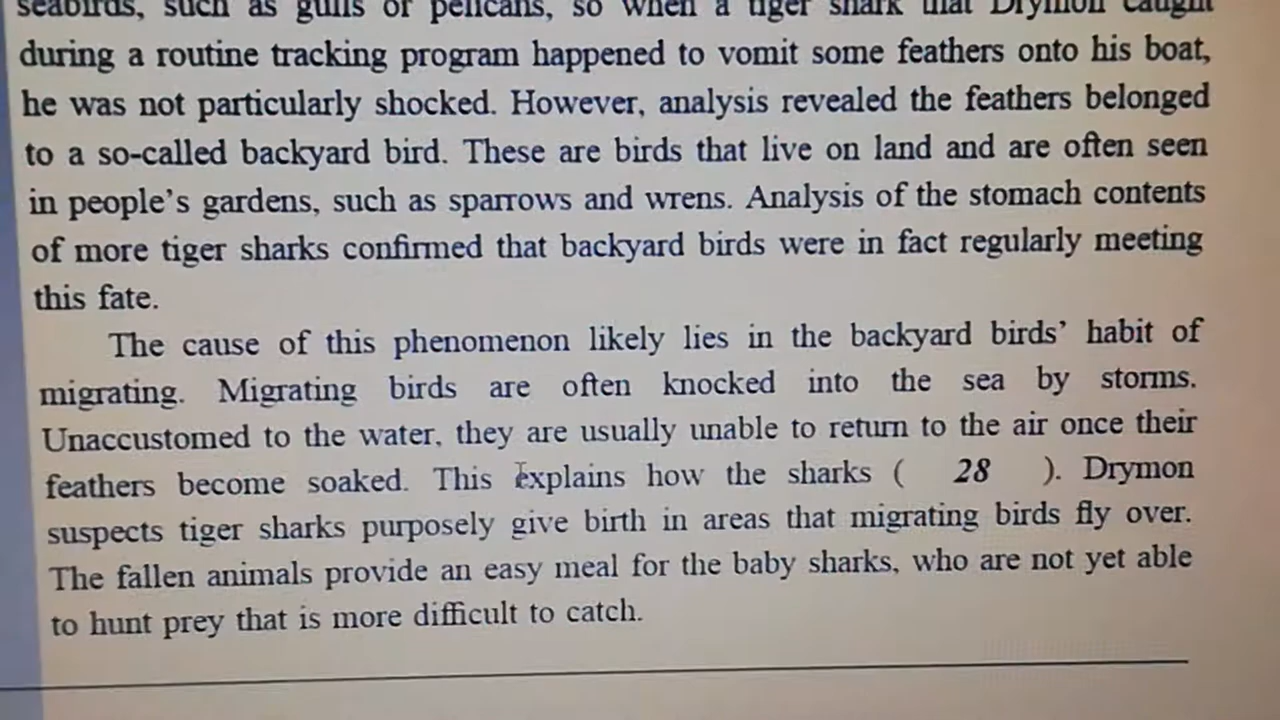 seabirds, such as gulls or pelicans, so when a tiger shark that Drymon caught
during a routine tracking program happened to vomit some feathers onto his boat,
he was not particularly shocked. However, analysis revealed the feathers belonged
to a so-called backyard bird. These are birds that live on land and are often seen
in people's gardens, such as sparrows and wrens. Analysis of the stomach contents
of more tiger sharks confirmed that backyard birds were in fact regularly meeting
this fate.
The cause of this phenomenon likely lies in the backyard birds' habit of
migrating. Migrating birds are often knocked into the sea by storms.
Unaccustomed to the water, they are usually unable to return to the air once their
feathers become soaked. This explains how the sharks ( 28 ). Drymon
suspects tiger sharks purposely give birth in areas that migrating birds fly over.
The fallen animals provide an easy meal for the baby sharks, who are not yet able
to hunt prey that is more difficult to catch.